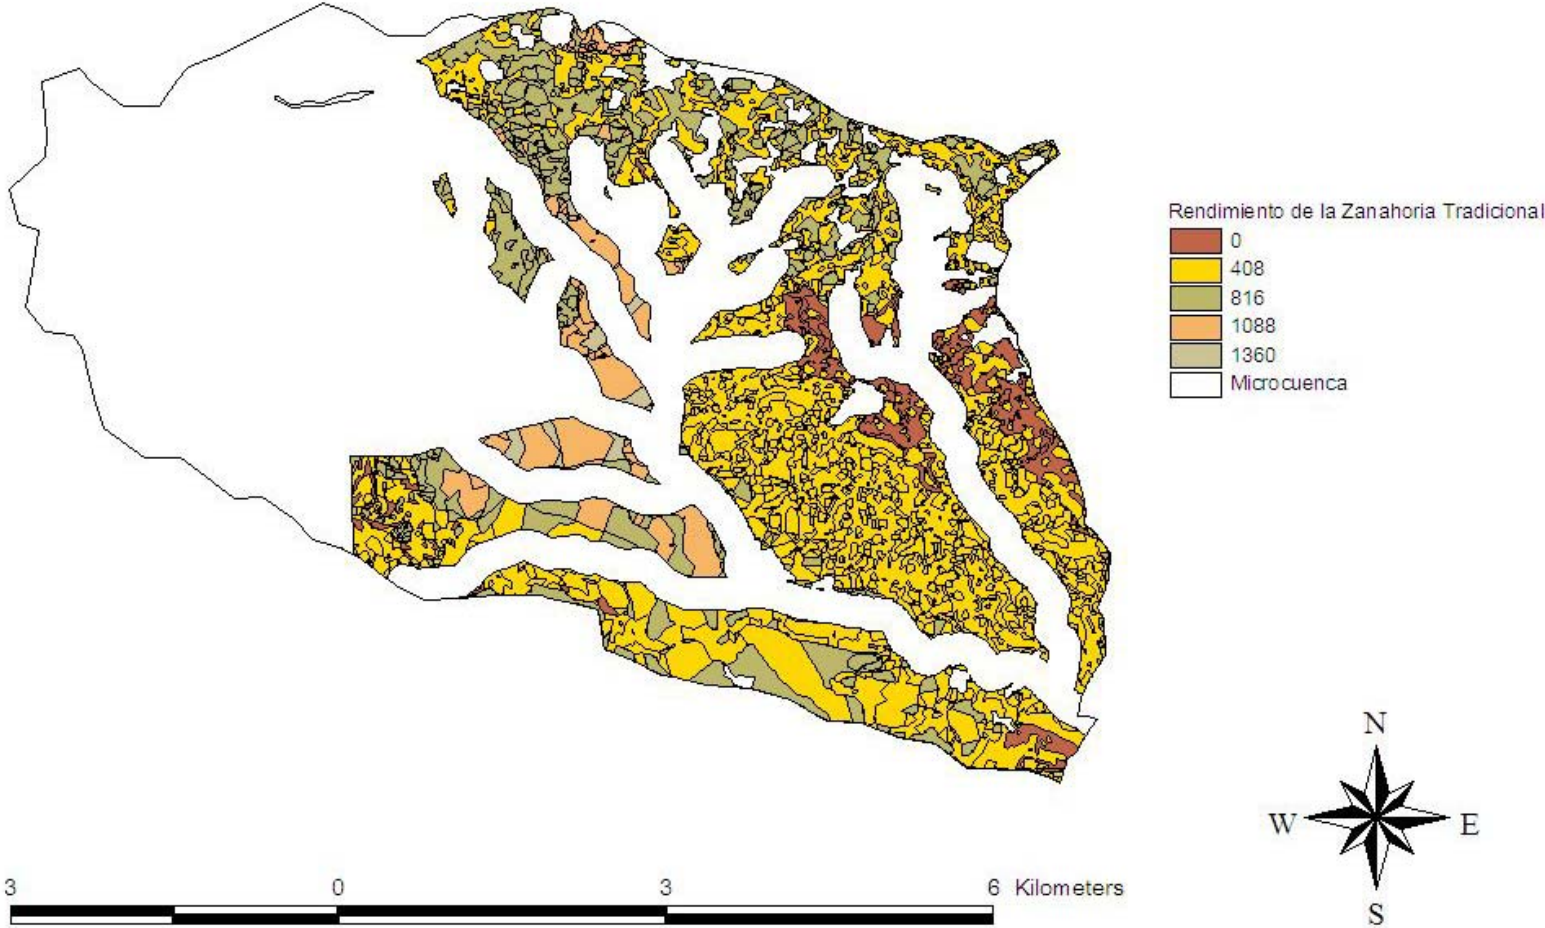 Rendimiento de la Zanahoria Tradicional
0
408
816
1088
1360
Microcuenca
N
W E
S
3 0 3 6 Kilometers